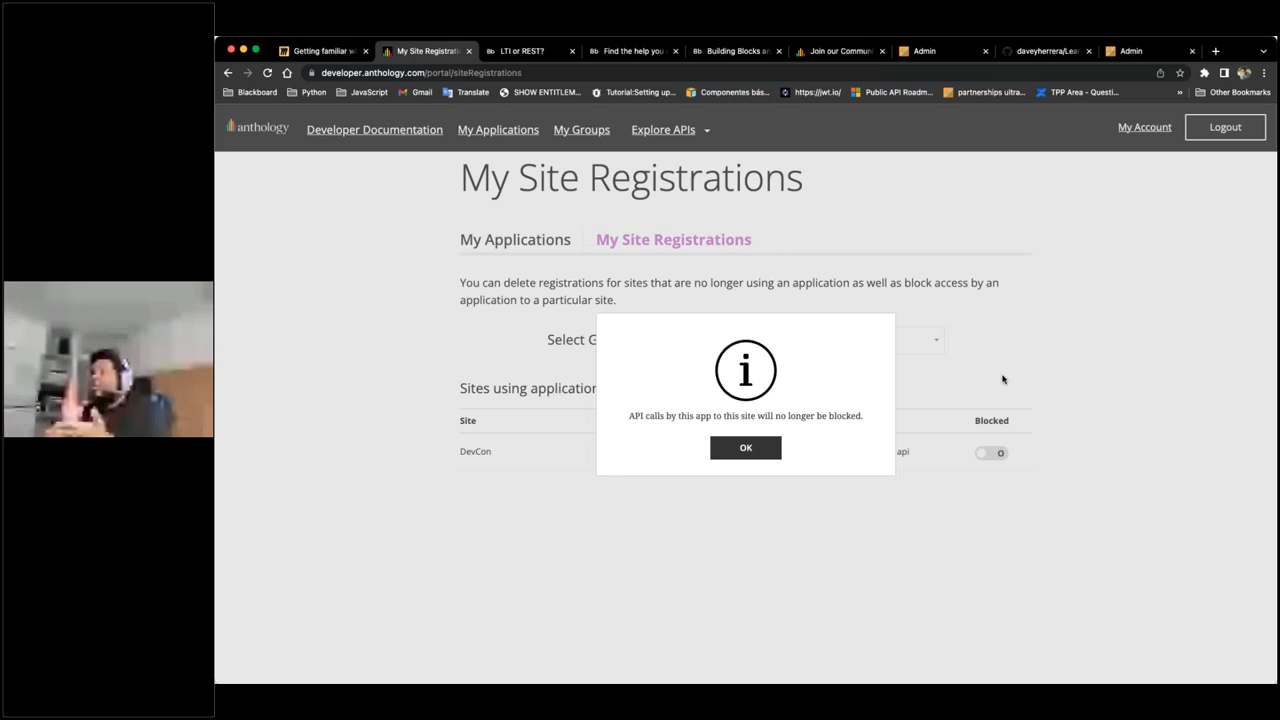 Getting familiar w
My Site Registratio
LTI or REST?
Find the help you
Building Blocks a
Join our Commun
Admin
daveyherrera/Lear
Admin
developer.anthology.com/portal/siteRegistrations
Blackboard
Python
JavaScript
Gmail
Translate
SHOW ENTITLEM...
Tutorial:Setting up...
Componentes bás...
https://jwt.io/
Public API Roadm...
partnerships ultra...
TPP Area - Questi...
»
Other Bookmarks
anthology
Developer Documentation
My Applications
My Groups
Explore APIs
My Account
Logout
My Site Registrations
My Applications
My Site Registrations
You can delete registrations for sites that are no longer using an application as well as block access by an
application to a particular site.
Select G
Sites using application
Site
Blocked
DevCon
api
O
i
API calls by this app to this site will no longer be blocked.
OK